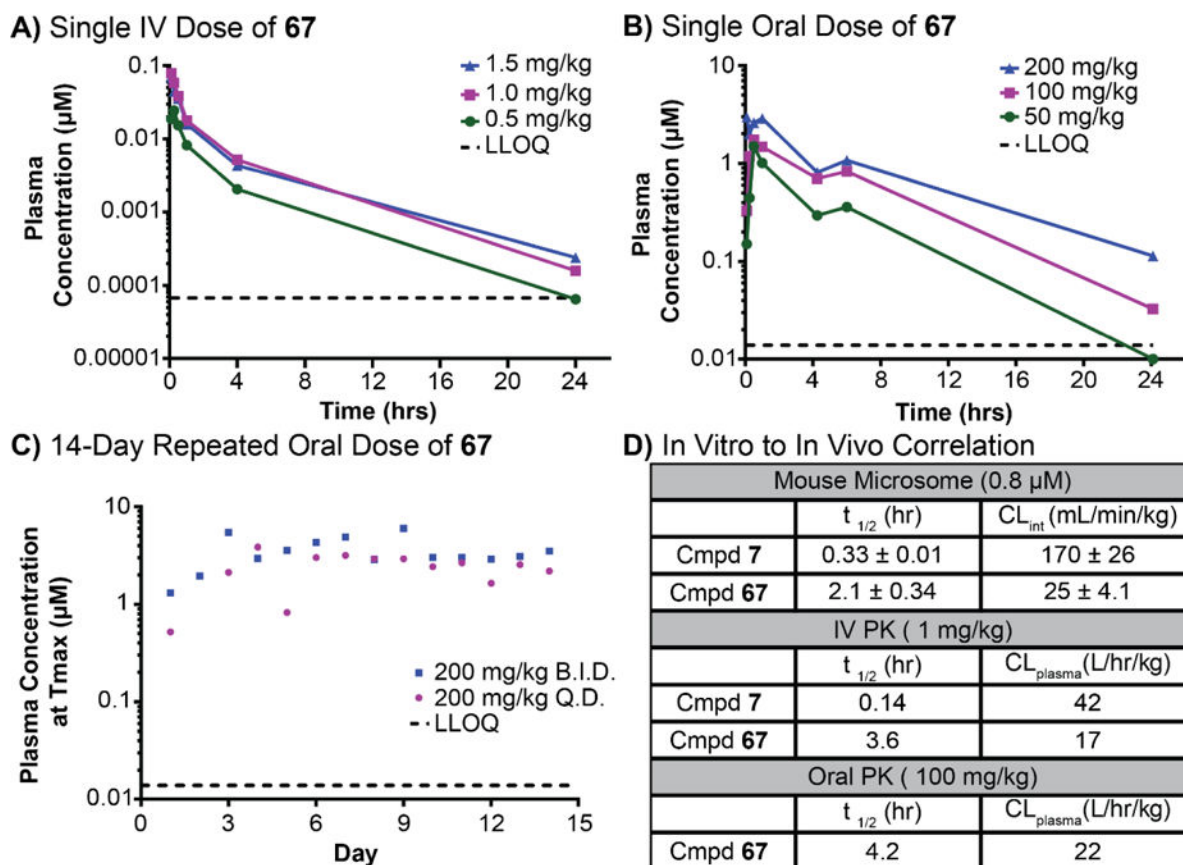 A) Single IV Dose of 67
Plasma
Concentration (µM)
0.1
0.01
0.001
0.0001
0.00001
1.5 mg/kg
1.0 mg/kg
0.5 mg/kg
LLOQ
0 4 8 12 16 20 24
Time (hrs)
B) Single Oral Dose of 67
Plasma
Concentration (µM)
10
1
0.1
0.01
200 mg/kg
100 mg/kg
50 mg/kg
LLOQ
0 4 8 12 16 20 24
Time (hrs)
C) 14-Day Repeated Oral Dose of 67
Plasma Concentration
at Tmax (µM)
10
1
0.1
0.01
200 mg/kg B.I.D.
200 mg/kg Q.D.
LLOQ
0 3 6 9 12 15
Day
D) In Vitro to In Vivo Correlation
Mouse Microsome (0.8 µM)
t 1/2 (hr) CLint (mL/min/kg)
Cmpd 7 0.33 ± 0.01 170 ± 26
Cmpd 67 2.1 ± 0.34 25 ± 4.1
IV PK ( 1 mg/kg)
t 1/2 (hr) CLplasma(L/hr/kg)
Cmpd 7 0.14 42
Cmpd 67 3.6 17
Oral PK ( 100 mg/kg)
t 1/2 (hr) CLplasma(L/hr/kg)
Cmpd 67 4.2 22